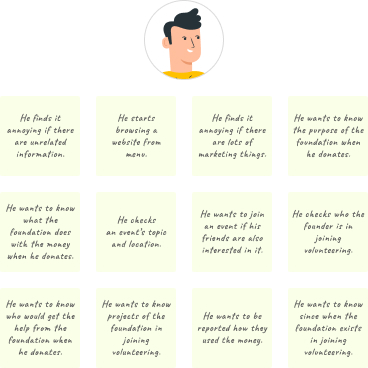 He finds it
annoying if there
are unrelated
information.
He starts
browsing a
website from
menu.
He finds it
annoying if there
are lots of
marketing things.
He wants to know
the purpose of the
foundation when
he donates.
He wants to know
what the
foundation does
with the money
when he donates.
He checks
an event's topic
and location.
He wants to join
an event if his
friends are also
interested in it.
He checks who the
founder is in
joining
volunteering.
He wants to know
who would get the
help from the
foundation when
he donates.
He wants to know
projects of the
foundation in
joining
volunteering.
He wants to be
reported how they
used the money.
He wants to know
since when the
foundation exists
in joining
volunteering.